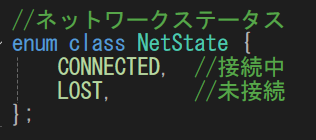 //ネットワークステータス
enum class NetState {
CONNECTED, //接続中
LOST, //未接続
};